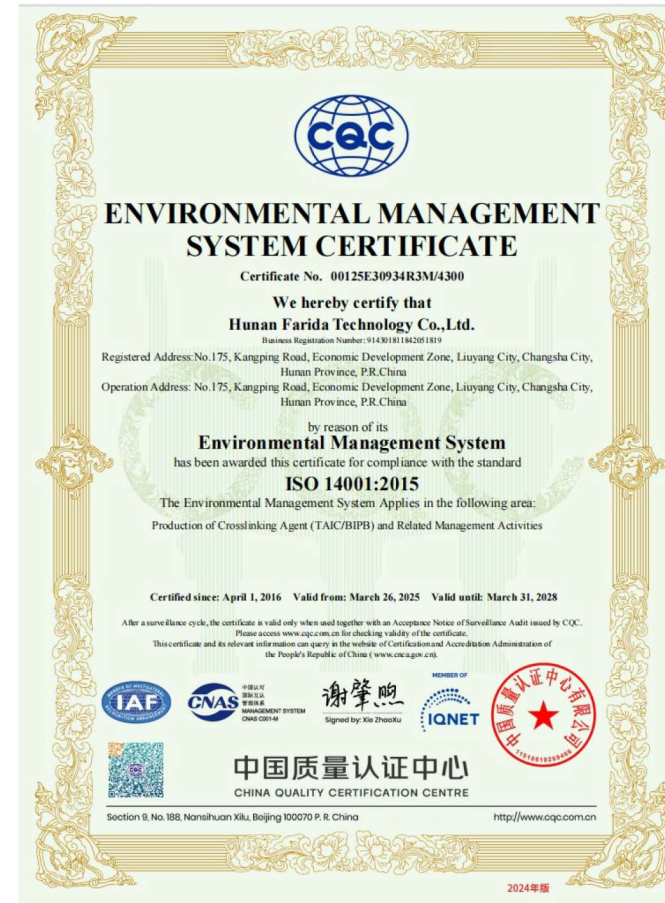 CQC
ENVIRONMENTAL MANAGEMENT
SYSTEM CERTIFICATE
Certificate No. 00125E30934R3M/4300
We hereby certify that
Hunan Farida Technology Co.,Ltd.
Business Registration Number: 914301811842051819
Registered Address:No.175, Kangping Road, Economic Development Zone, Liuyang City, Changsha City,
Hunan Province, P.R.China
Operation Address: No.175, Kangping Road, Economic Development Zone, Liuyang City, Changsha City,
Hunan Province, P.R.China
by reason of its
Environmental Management System
has been awarded this certificate for compliance with the standard
ISO 14001:2015
The Environmental Management System Applies in the following area:
Production of Crosslinking Agent (TAIC/BIPB) and Related Management Activities
Certified since: April 1, 2016 Valid from: March 26, 2025 Valid until: March 31, 2028
After a surveillance cycle, the certificate is valid only when used together with an Acceptance Notice of Surveillance Audit issued by CQC.
Please access www.cqc.com.cn for checking validity of the certificate.
This certificate and its relevant information can query in the website of Certification and Accreditation Administration of
the People's Republic of China ( www.cnca.gov.cn).
IAF
CNAS
中国认可
国际互认
管理体系
MANAGEMENT SYSTEM
CNAS C001-M
谢肇煦
Signed by: Xie ZhaoXu
MEMBER OF
IQNET
中国质量认证中心有限公司
中国质量认证中心
CHINA QUALITY CERTIFICATION CENTRE
Section 9, No. 188, Nansihuan Xilu, Beijing 100070 P. R. China
http://www.cqc.com.cn
2024年版